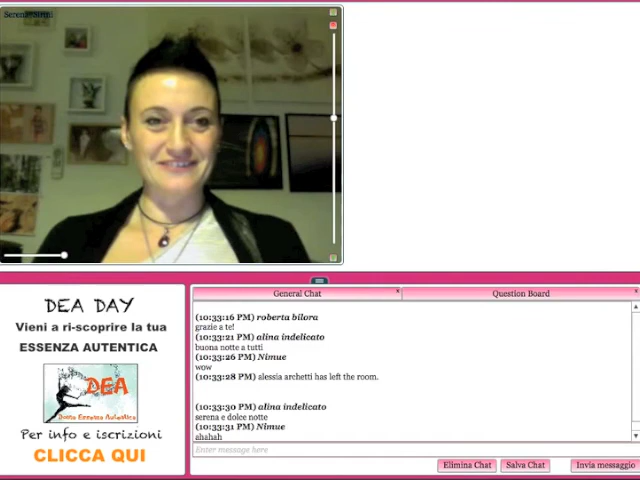 DEA DAY
Vieni a ri-scoprire la tua
ESSENZA AUTENTICA
DEA
Donta Essenza Autentica
Per info e iscrizioni
CLICCA QUI
General Chat x
Question Board x
(10:33:16 PM) roberta bilora
grazie a te!
(10:33:21 PM) alina indelicato
buona notte a tutti
(10:33:26 PM) Nimue
wow
(10:33:28 PM) alessia archetti has left the room.
(10:33:30 PM) alina indelicato
serena e dolce notte
(10:33:31 PM) Nimue
ahahah
Enter message here
Elimina Chat
Salva Chat
Invia messaggio